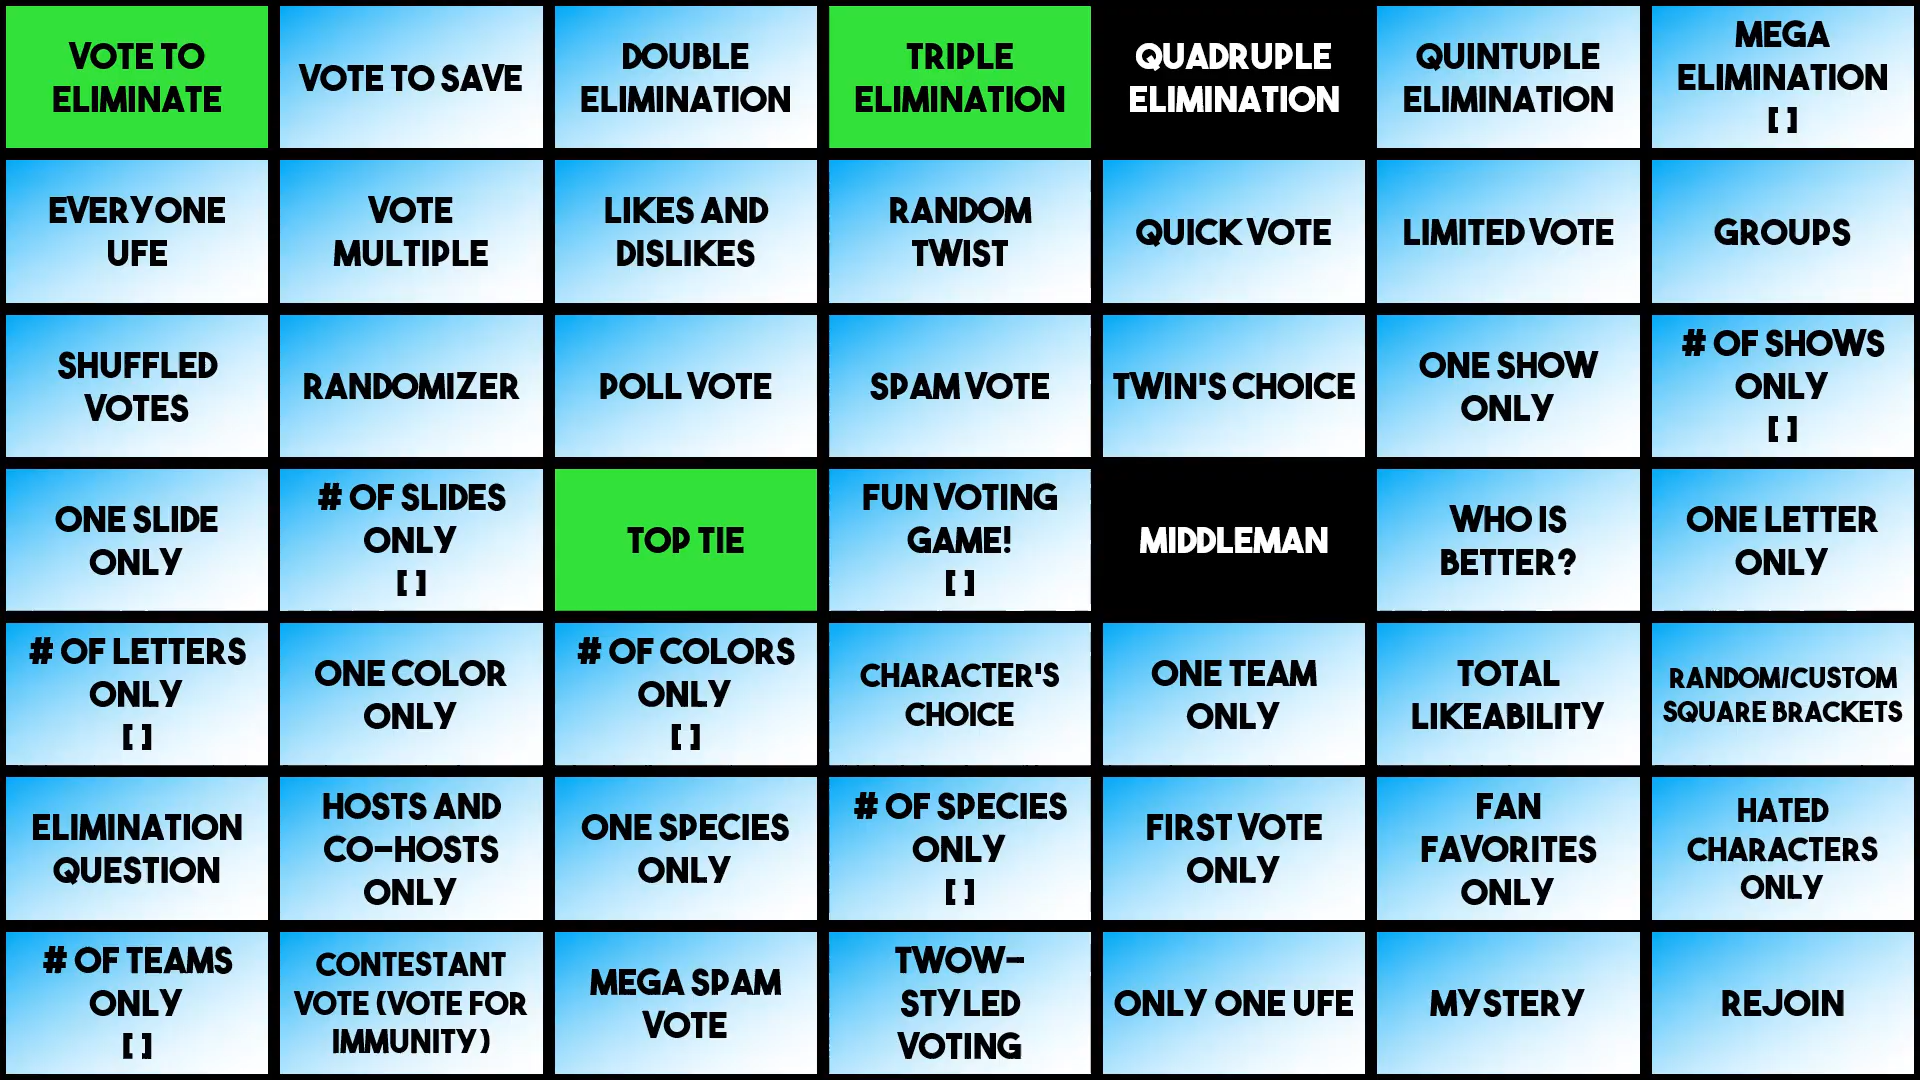 VOTE TO
ELIMINATE
VOTE TO SAVE
DOUBLE
ELIMINATION
TRIPLE
ELIMINATION
QUADRUPLE
ELIMINATION
QUINTUPLE
ELIMINATION
MEGA
ELIMINATION
[ ]
EVERYONE
UFE
VOTE
MULTIPLE
LIKES AND
DISLIKES
RANDOM
TWIST
QUICK VOTE
LIMITED VOTE
GROUPS
SHUFFLED
VOTES
RANDOMIZER
POLL VOTE
SPAM VOTE
TWIN'S CHOICE
ONE SHOW
ONLY
# OF SHOWS
ONLY
[ ]
ONE SLIDE
ONLY
# OF SLIDES
ONLY
[ ]
TOP TIE
FUN VOTING
GAME!
[ ]
MIDDLEMAN
WHO IS
BETTER?
ONE LETTER
ONLY
# OF LETTERS
ONLY
[ ]
ONE COLOR
ONLY
# OF COLORS
ONLY
[ ]
CHARACTER'S
CHOICE
ONE TEAM
ONLY
TOTAL
LIKEABILITY
RANDOM/CUSTOM
SQUARE BRACKETS
ELIMINATION
QUESTION
HOSTS AND
CO-HOSTS
ONLY
ONE SPECIES
ONLY
# OF SPECIES
ONLY
[ ]
FIRST VOTE
ONLY
FAN
FAVORITES
ONLY
HATED
CHARACTERS
ONLY
# OF TEAMS
ONLY
[ ]
CONTESTANT
VOTE (VOTE FOR
IMMUNITY)
MEGA SPAM
VOTE
TWOW-
STYLED
VOTING
ONLY ONE UFE
MYSTERY
REJOIN